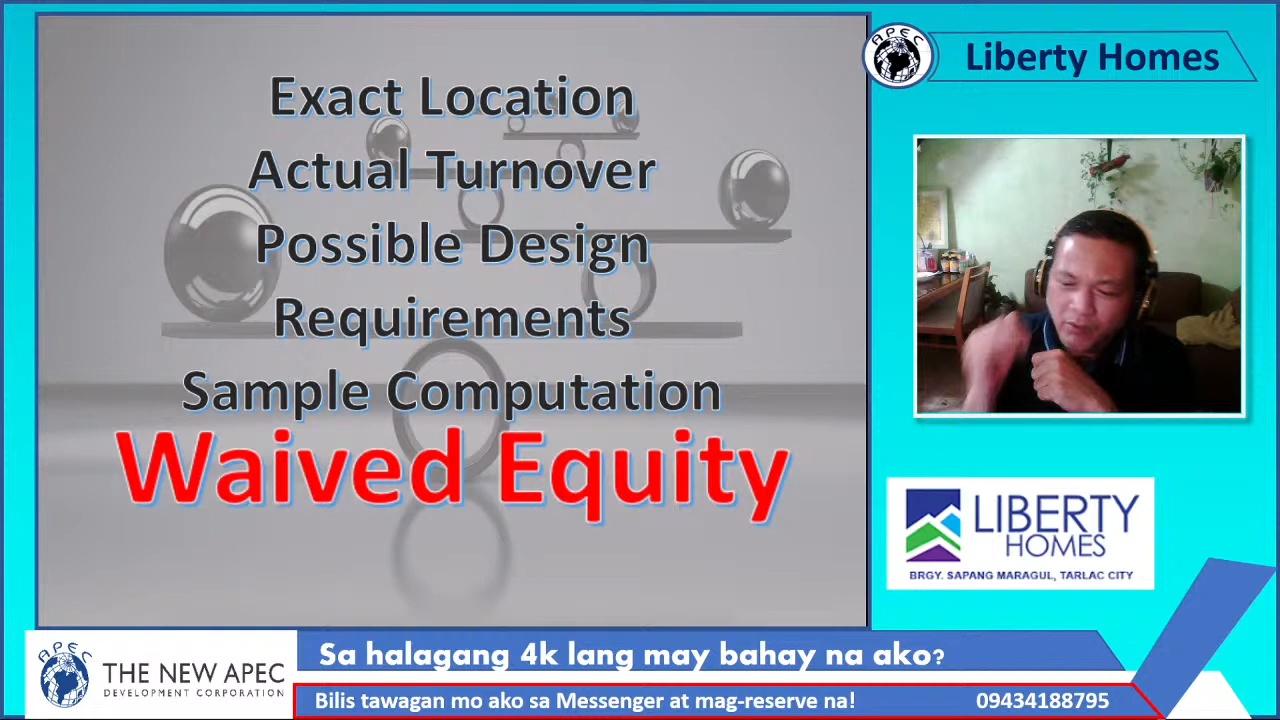 Exact Location
Actual Turnover
Possible Design
Requirements
Sample Computation
Waived Equity
APEC
Liberty Homes
LIBERTY
HOMES
BRGY. SAPANG MARAGUL, TARLAC CITY
APEC
THE NEW APEC
DEVELOPMENT CORPORATION
Sa halagang 4k lang may bahay na ako?
Bilis tawagan mo ako sa Messenger at mag-reserve na! 09434188795